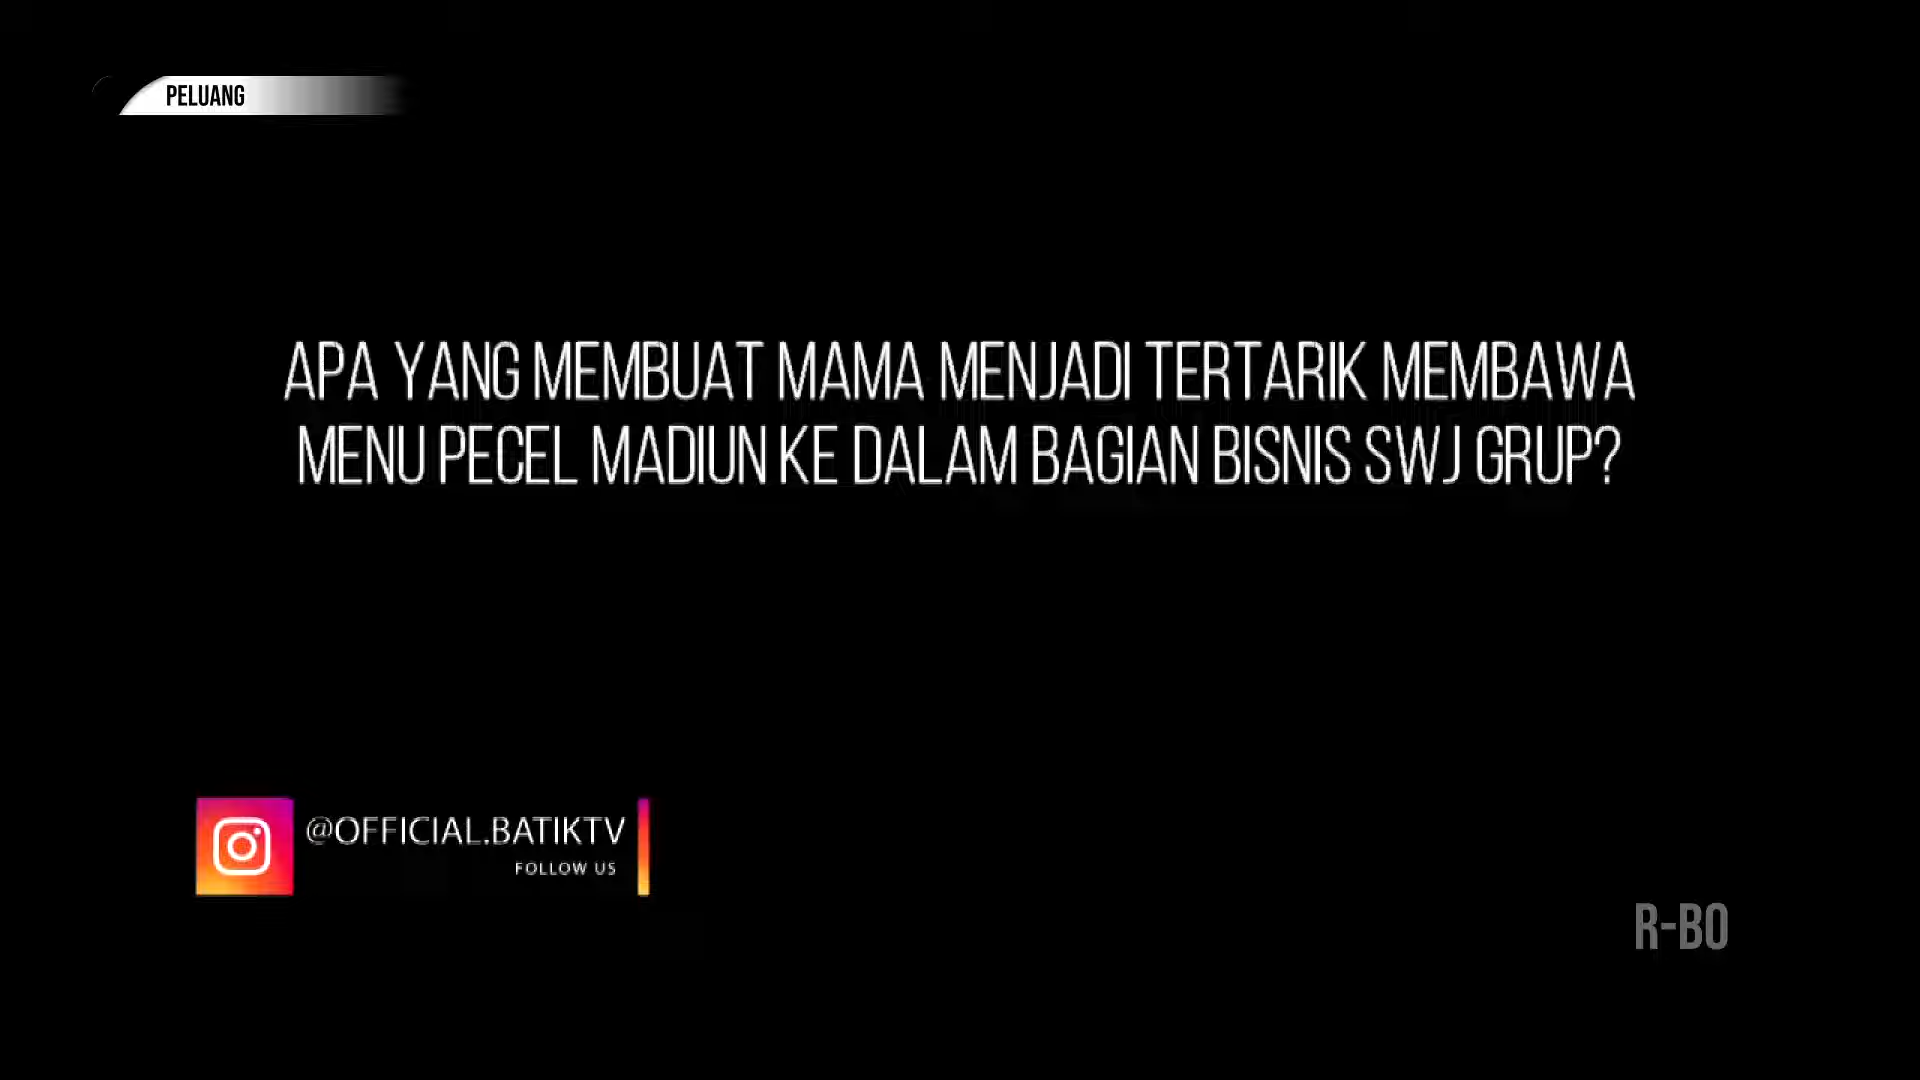 PELUANG
APA YANG MEMBUAT MAMA MENJADI TERTARIK MEMBAWA
MENU PECEL MADIUN KE DALAM BAGIAN BISNIS SWJ GRUP?
@OFFICIAL.BATIKTV
FOLLOW US
R-BO